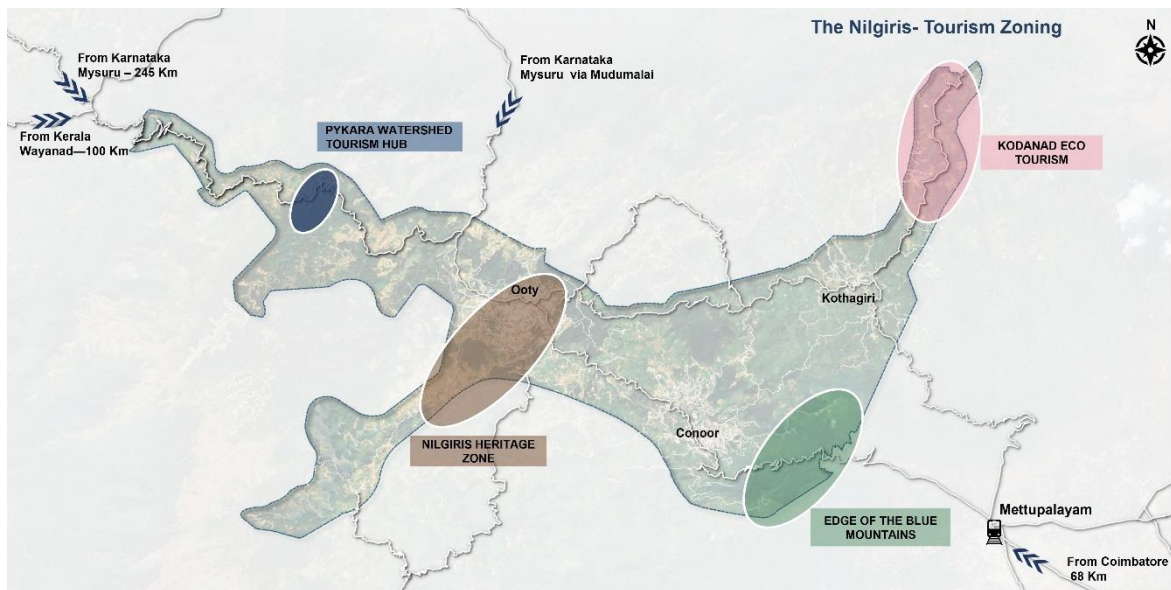 The Nilgiris- Tourism Zoning
N
From Karnataka
Mysuru – 245 Km
From Karnataka
Mysuru via Mudumalai
From Kerala
Wayanad—100 Km
PYKARA WATERSHED
TOURISM HUB
KODANAD ECO
TOURISM
Ooty
Kothagiri
Conoor
NILGIRIS HERITAGE
ZONE
EDGE OF THE BLUE
MOUNTAINS
Mettupalayam
From Coimbatore
68 Km